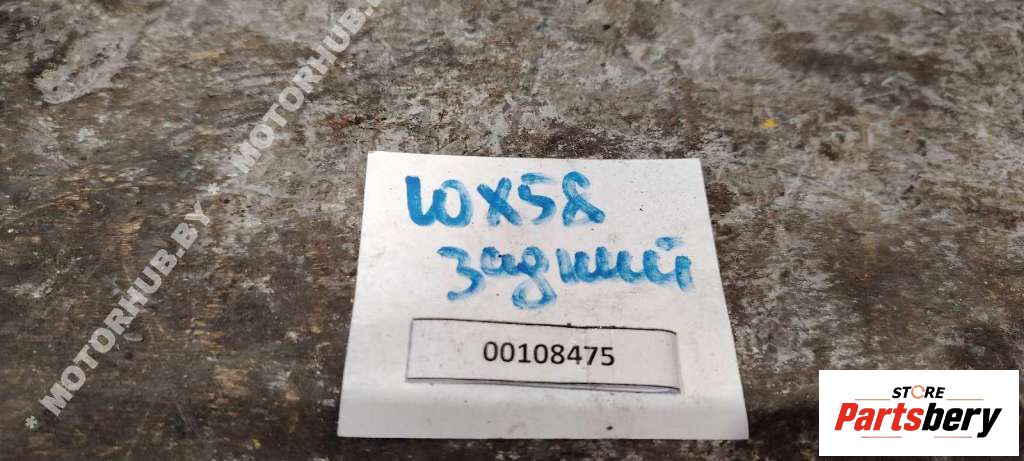 * MOTORHUB.BY * MOTORHUB.BY
10X58
задний
00108475
STORE
Partsbery